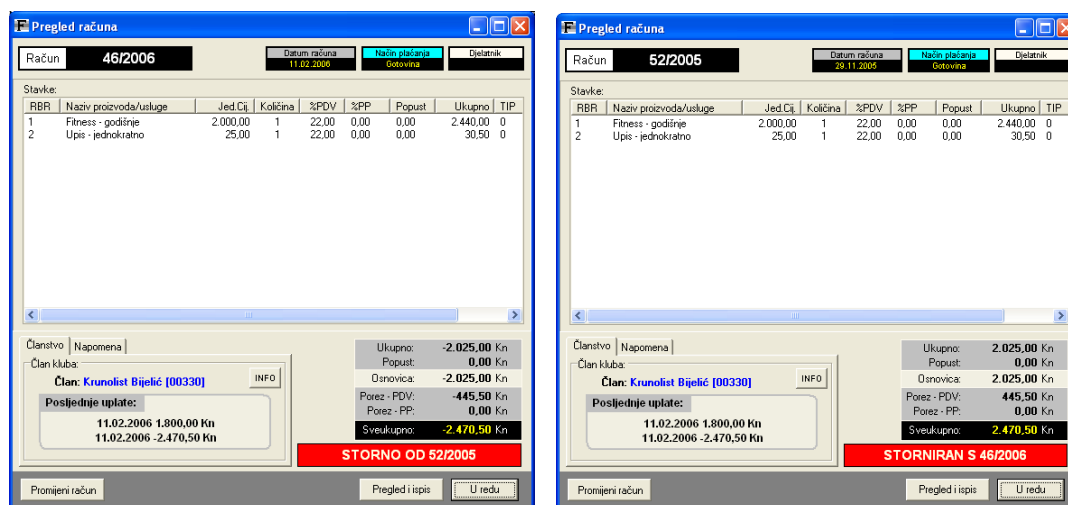 Pregled računa
Račun 46/2006
Datum računa 11.02.2006
Način plaćanja Gotovina
Djelatnik
Stavke:
RBR Naziv proizvoda/usluge Jed.Cij. Količina %PDV %PP Popust Ukupno TIP
1 Fitness - godišnje 2.000,00 1 22,00 0,00 0,00 2.440,00 0
2 Upis - jednokratno 25,00 1 22,00 0,00 0,00 30,50 0
Članstvo Napomena
Član kluba:
Član: Krunolist Bijelić [00330] INFO
Posljednje uplate:
11.02.2006 1.800,00 Kn
11.02.2006 -2.470,50 Kn
Ukupno: -2.025,00 Kn
Popust: 0,00 Kn
Osnovica: -2.025,00 Kn
Porez - PDV: -445,50 Kn
Porez - PP: 0,00 Kn
Sveukupno: -2.470,50 Kn
STORNO OD 52/2005
Promijeni račun Pregled i ispis U redu
Pregled računa
Račun 52/2005
Datum računa 29.11.2005
Način plaćanja Gotovina
Djelatnik
Stavke:
RBR Naziv proizvoda/usluge Jed.Cij. Količina %PDV %PP Popust Ukupno TIP
1 Fitness - godišnje 2.000,00 1 22,00 0,00 0,00 2.440,00 0
2 Upis - jednokratno 25,00 1 22,00 0,00 0,00 30,50 0
Članstvo Napomena
Član kluba:
Član: Krunolist Bijelić [00330] INFO
Posljednje uplate:
11.02.2006 1.800,00 Kn
11.02.2006 -2.470,50 Kn
Ukupno: 2.025,00 Kn
Popust: 0,00 Kn
Osnovica: 2.025,00 Kn
Porez - PDV: 445,50 Kn
Porez - PP: 0,00 Kn
Sveukupno: 2.470,50 Kn
STORNIRAN S 46/2006
Promijeni račun Pregled i ispis U redu